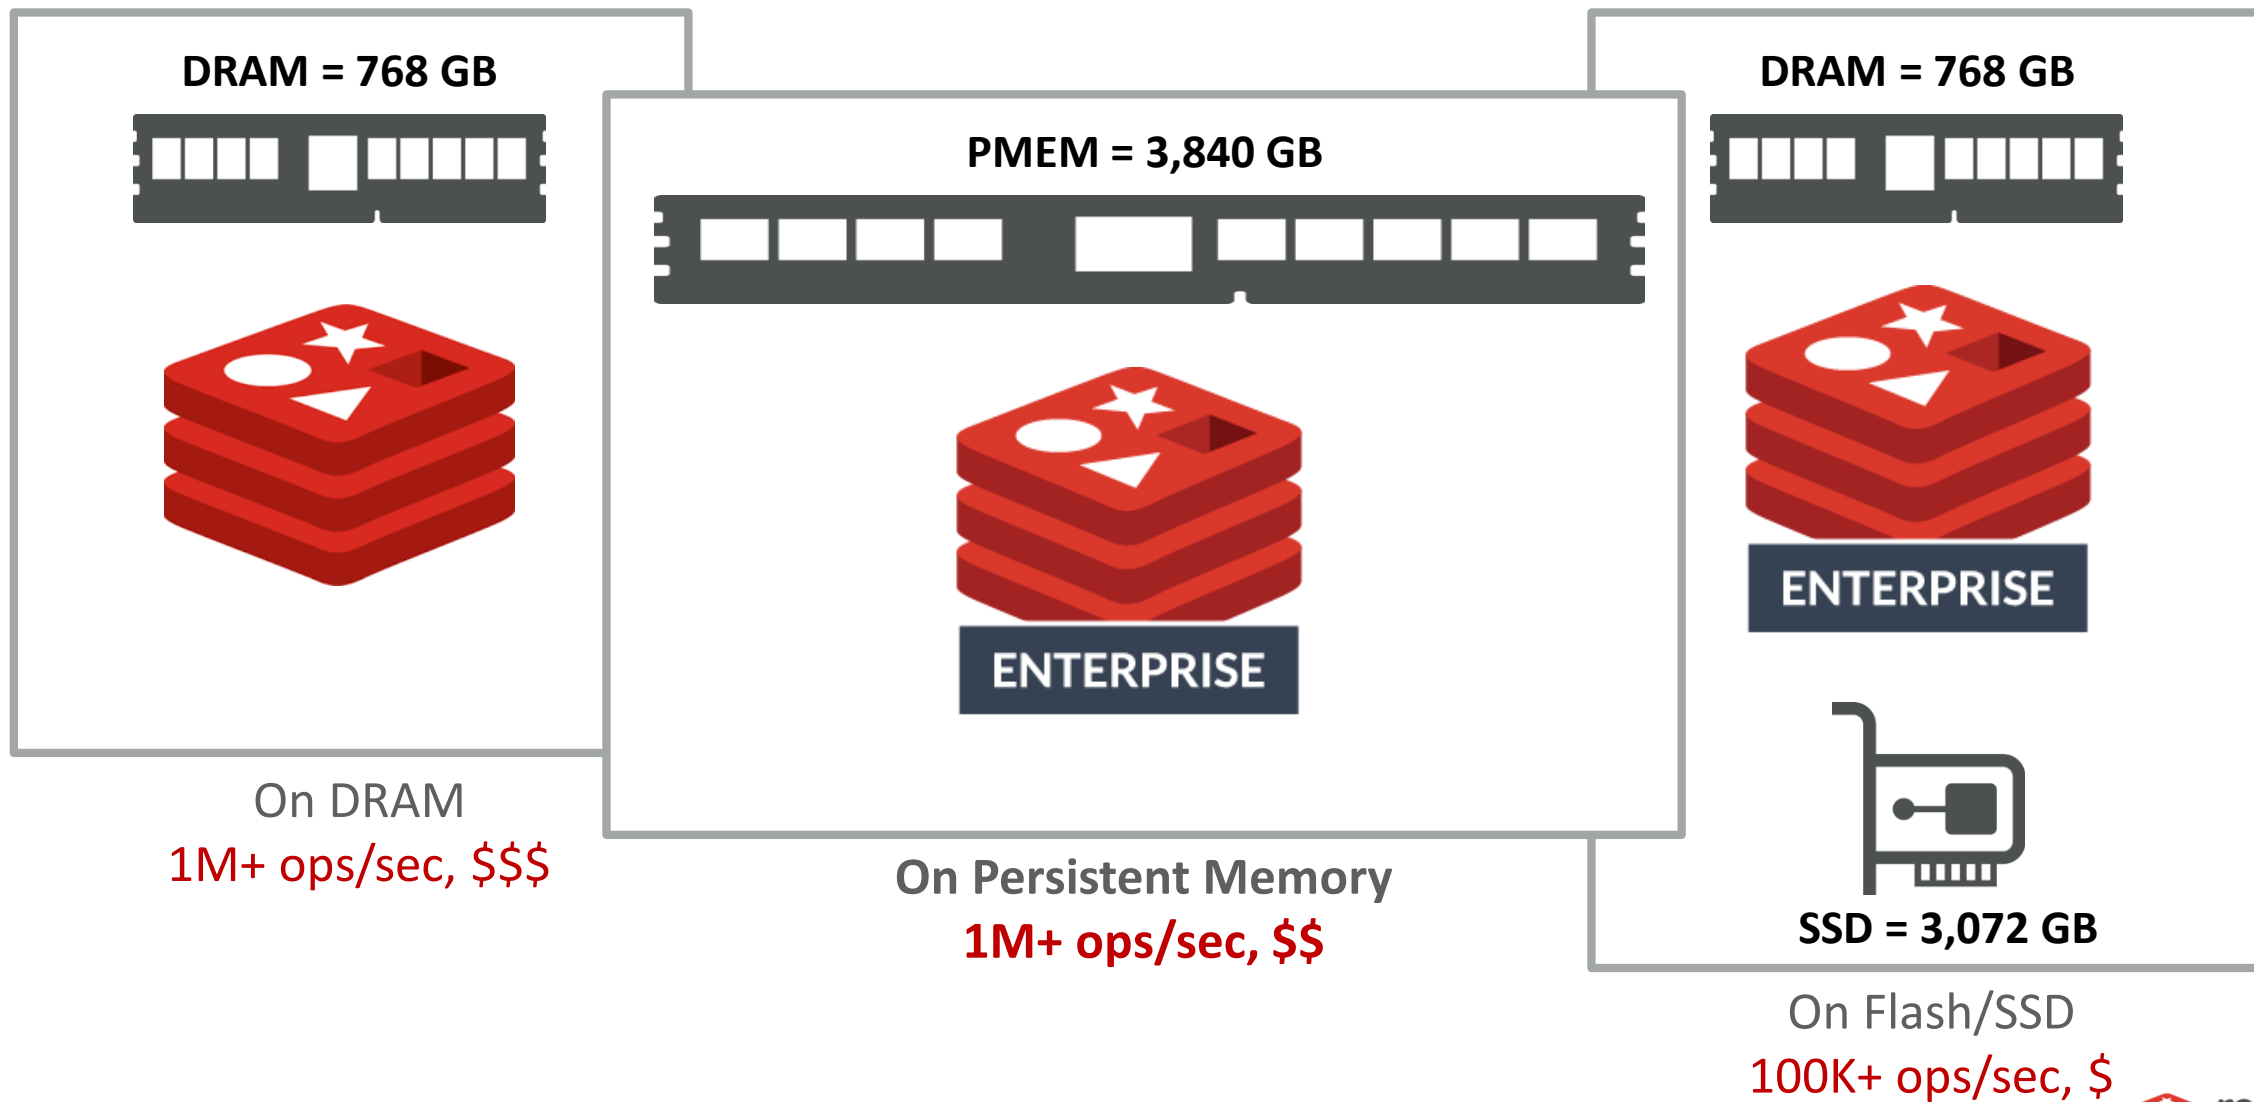 DRAM = 768 GB
On DRAM
1M+ ops/sec, $$$
PMEM = 3,840 GB
ENTERPRISE
On Persistent Memory
1M+ ops/sec, $$
DRAM = 768 GB
ENTERPRISE
SSD = 3,072 GB
On Flash/SSD
100K+ ops/sec, $